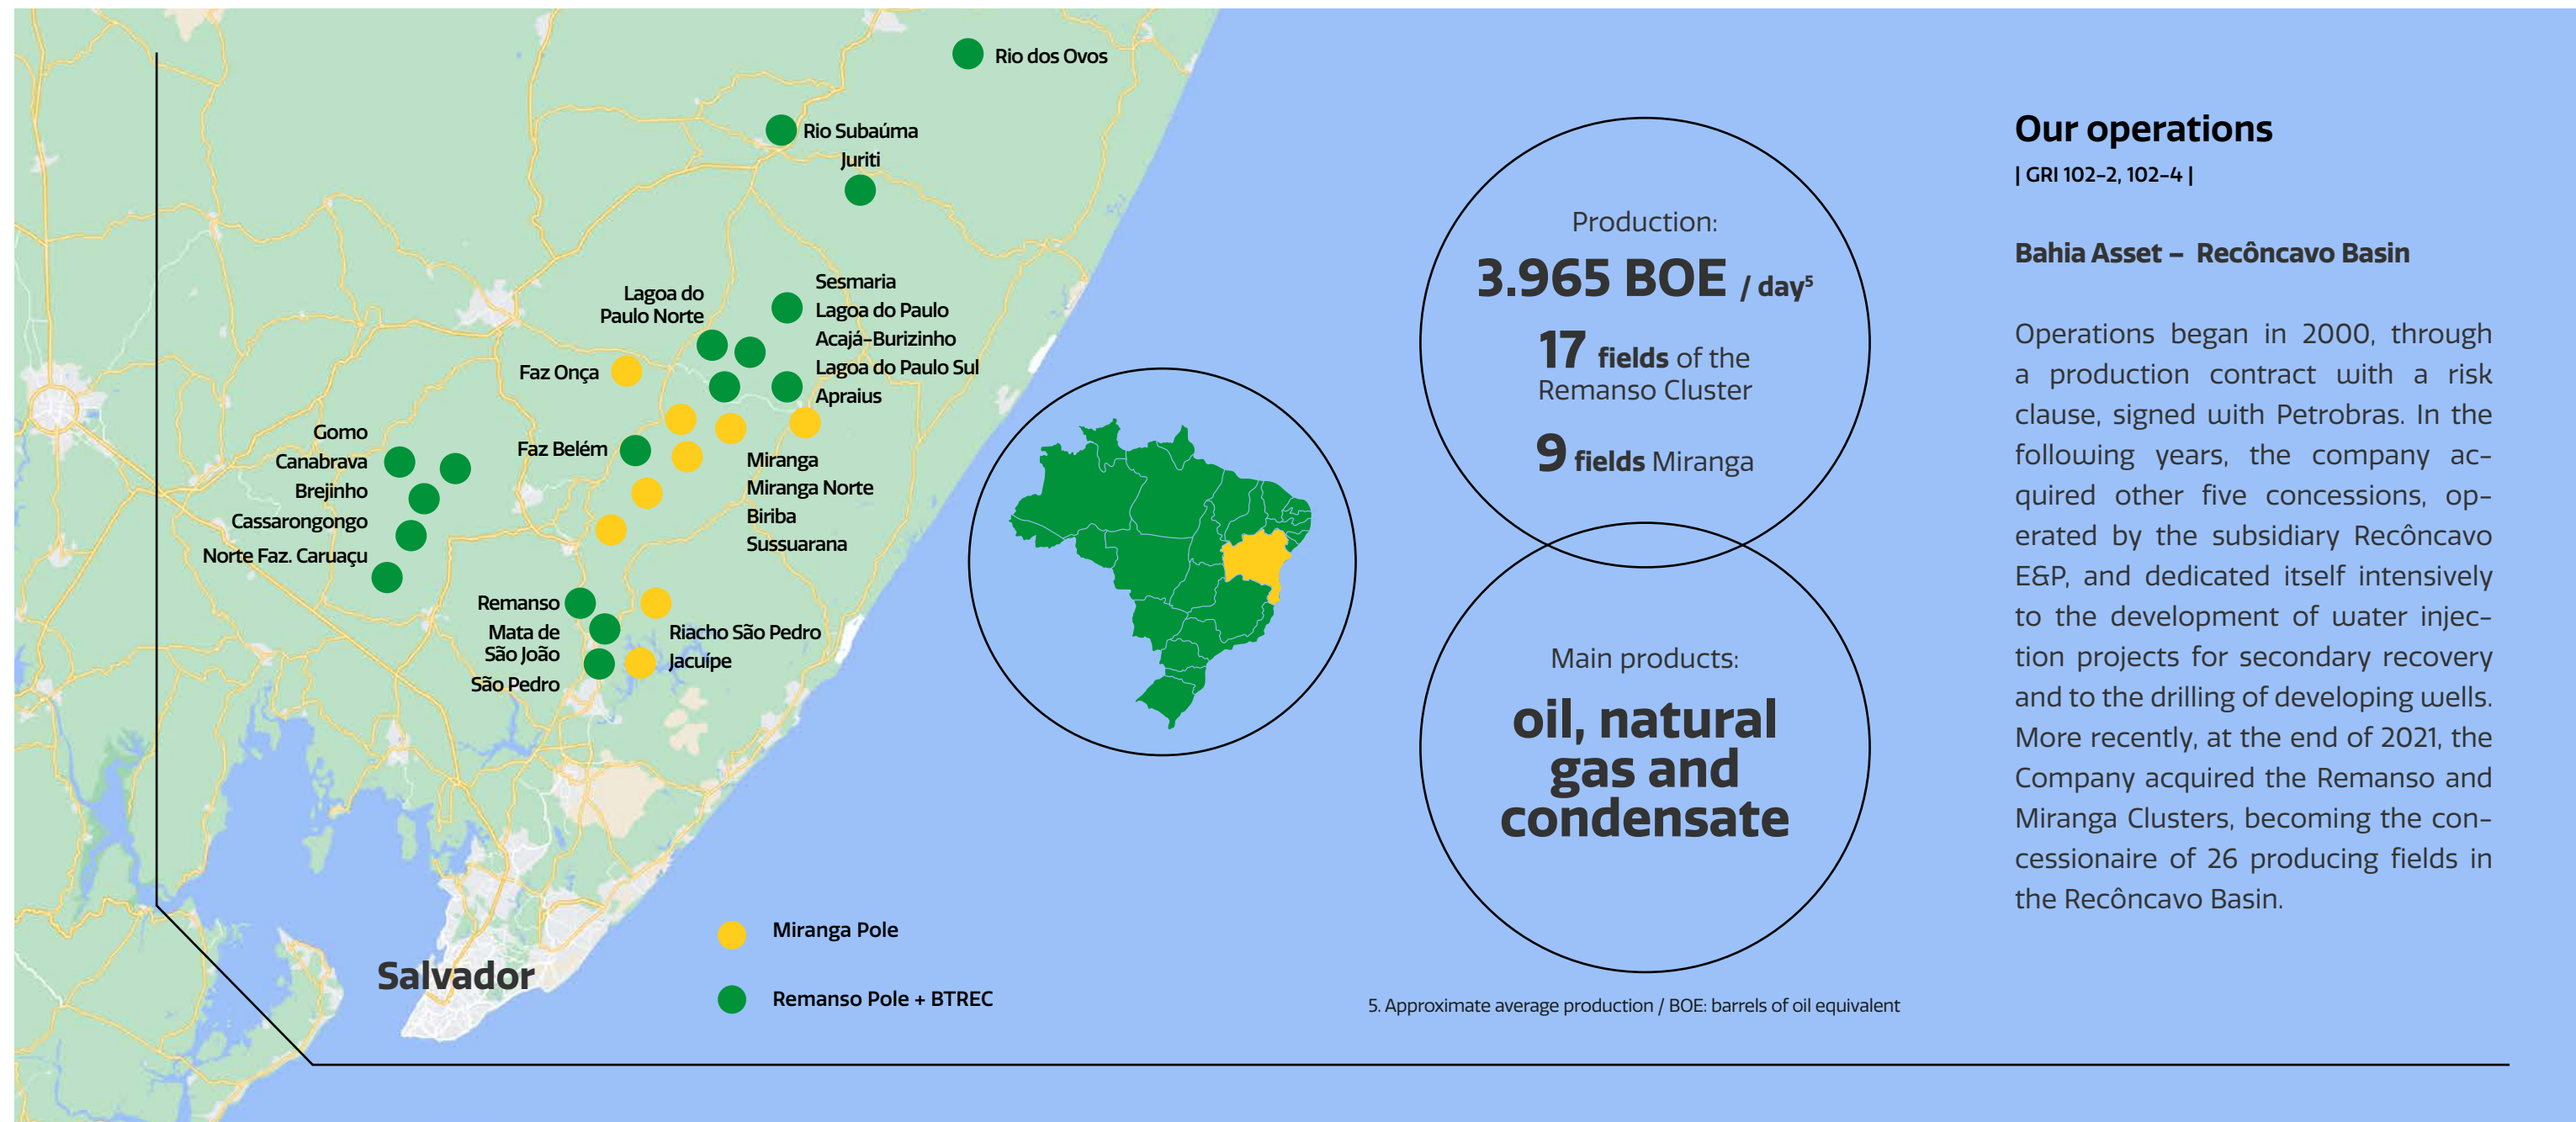 Rio dos Ovos
Rio Subaúma
Juriti
Lagoa do
Paulo Norte
Sesmaria
Lagoa do Paulo
Acajá-Burizinho
Lagoa do Paulo Sul
Apraius
Faz Onça
Faz Belém
Gomo
Canabrava
Brejinho
Cassarongongo
Norte Faz. Caruaçu
Miranga
Miranga Norte
Biriba
Sussuarana
Remanso
Mata de
São João
São Pedro
Riacho São Pedro
Jacuípe
Salvador
Miranga Pole
Remanso Pole + BTREC
Production:
3.965 BOE / day5
17 fields of the
Remanso Cluster
9 fields Miranga
Main products:
oil, natural
gas and
condensate
5. Approximate average production / BOE: barrels of oil equivalent
Our operations
| GRI 102-2, 102-4 |
Bahia Asset – Recôncavo Basin
Operations began in 2000, through
a production contract with a risk
clause, signed with Petrobras. In the
following years, the company ac-
quired other five concessions, op-
erated by the subsidiary Recôncavo
E&P, and dedicated itself intensively
to the development of water injec-
tion projects for secondary recovery
and to the drilling of developing wells.
More recently, at the end of 2021, the
Company acquired the Remanso and
Miranga Clusters, becoming the con-
cessionaire of 26 producing fields in
the Recôncavo Basin.